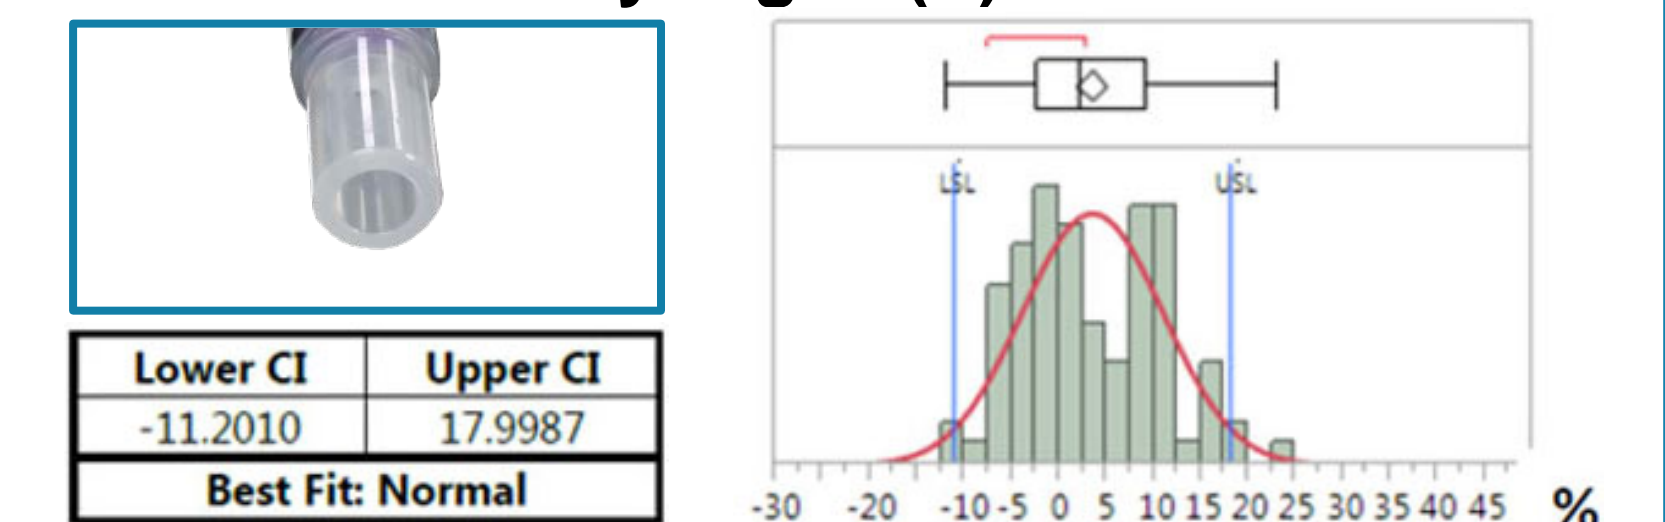 Lower CI Upper CI
-11.2010 17.9987
Best Fit: Normal
LSL USL
-30 -20 -10 -5 0 5 10 15 20 25 30 35 40 45 %